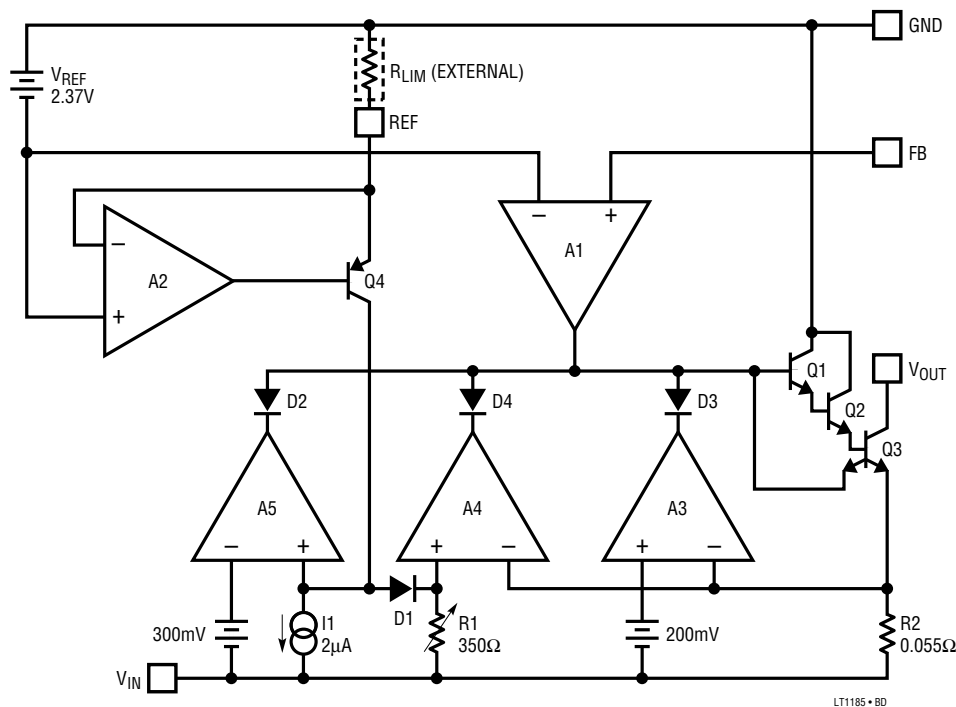 GND
VREF
2.37V
RLIM (EXTERNAL)
REF
FB
−
+
A1
−
A2
+
Q4
Q1
VOUT
Q2
Q3
D2
D4
D3
A5
A4
A3
−
+
+
−
+
−
D1
300mV
I1
2μA
R1
350Ω
200mV
R2
0.055Ω
VIN
LT1185 • BD